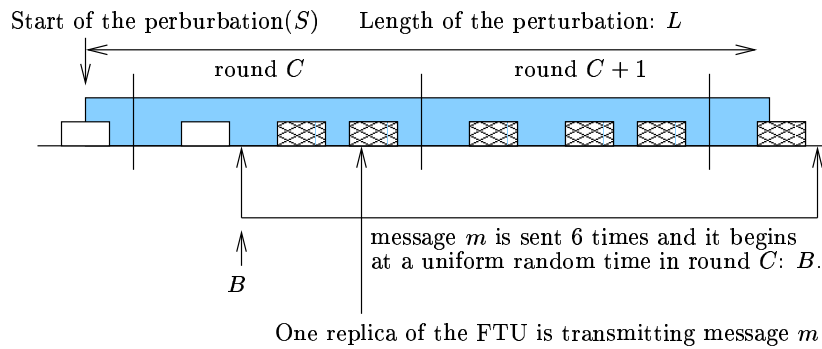 Start of the perburbation(S) Length of the perturbation: L
round C round C + 1
message m is sent 6 times and it begins
at a uniform random time in round C: B.
B
One replica of the FTU is transmitting message m